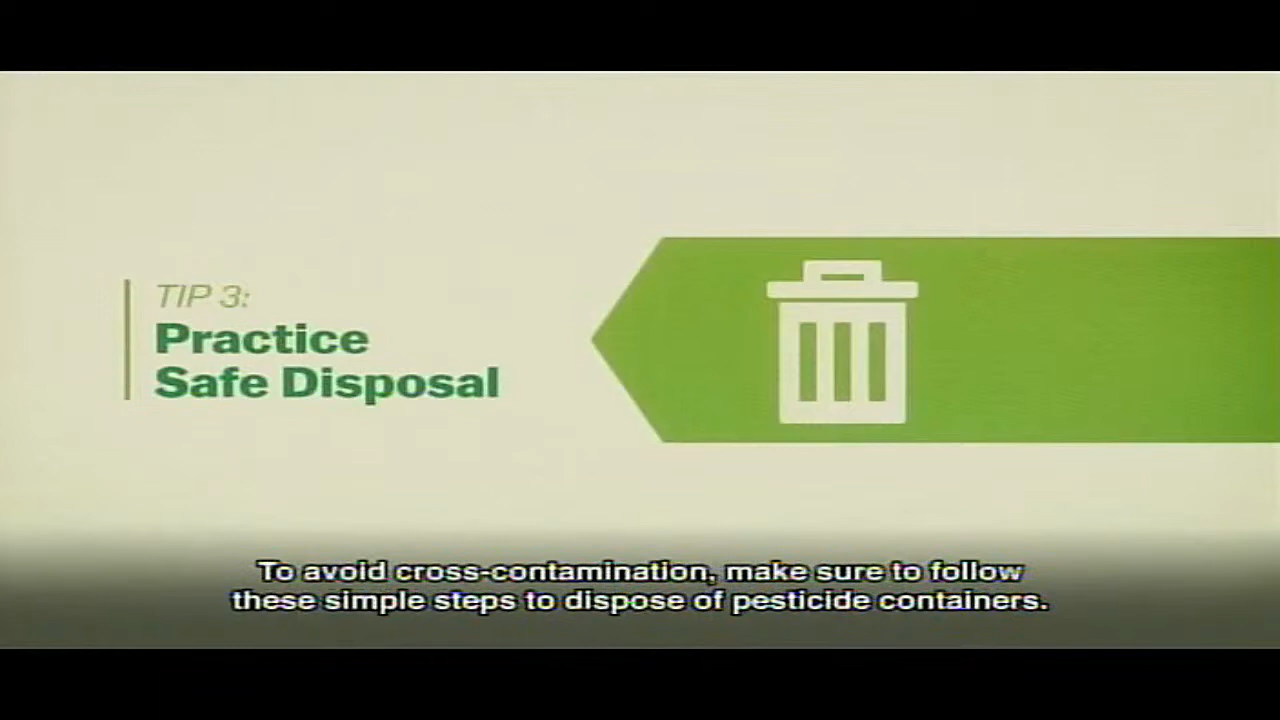 TIP 3:
Practice
Safe Disposal
To avoid cross-contamination, make sure to follow
these simple steps to dispose of pesticide containers.